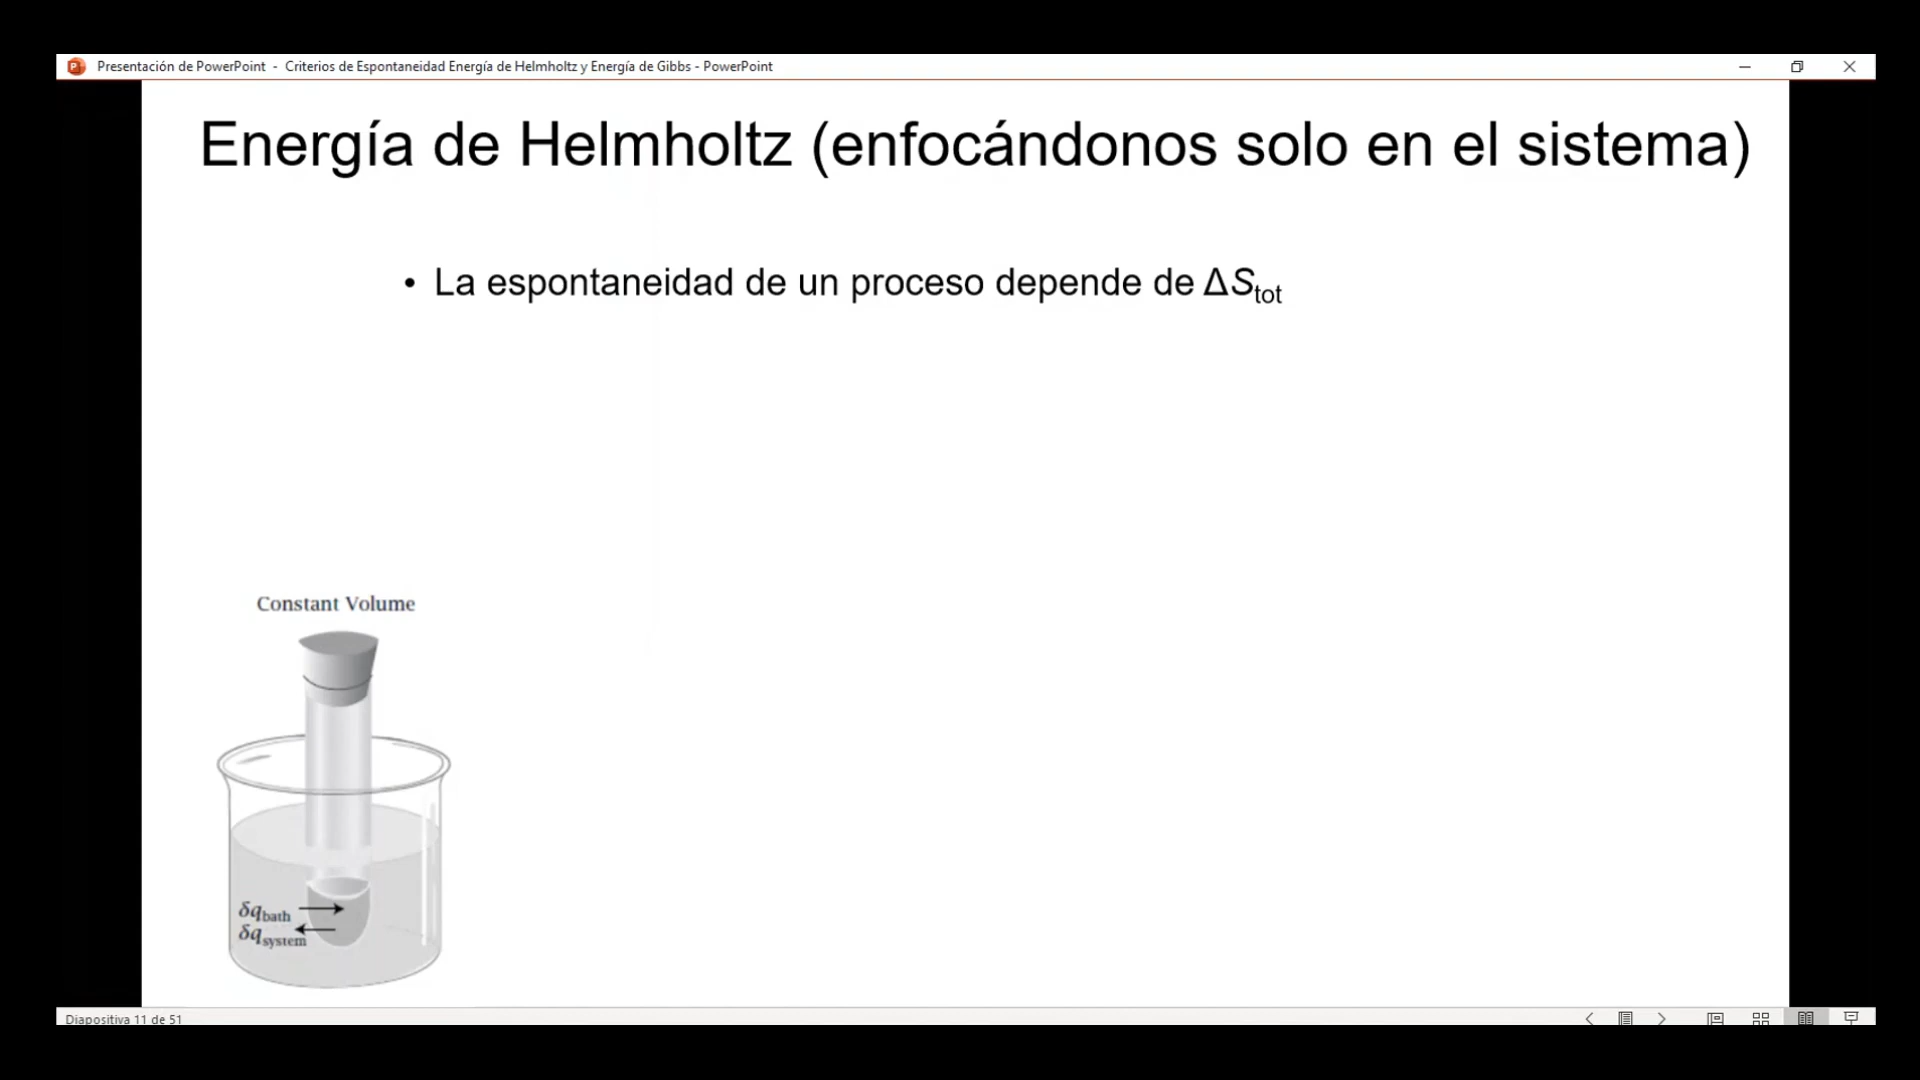 Presentación de PowerPoint - Criterios de Espontaneidad Energía de Helmholtz y Energía de Gibbs - PowerPoint
Energía de Helmholtz (enfocándonos solo en el sistema)
• La espontaneidad de un proceso depende de ΔStot
Constant Volume
δqbath
δqsystem
Diapositiva 11 de 51